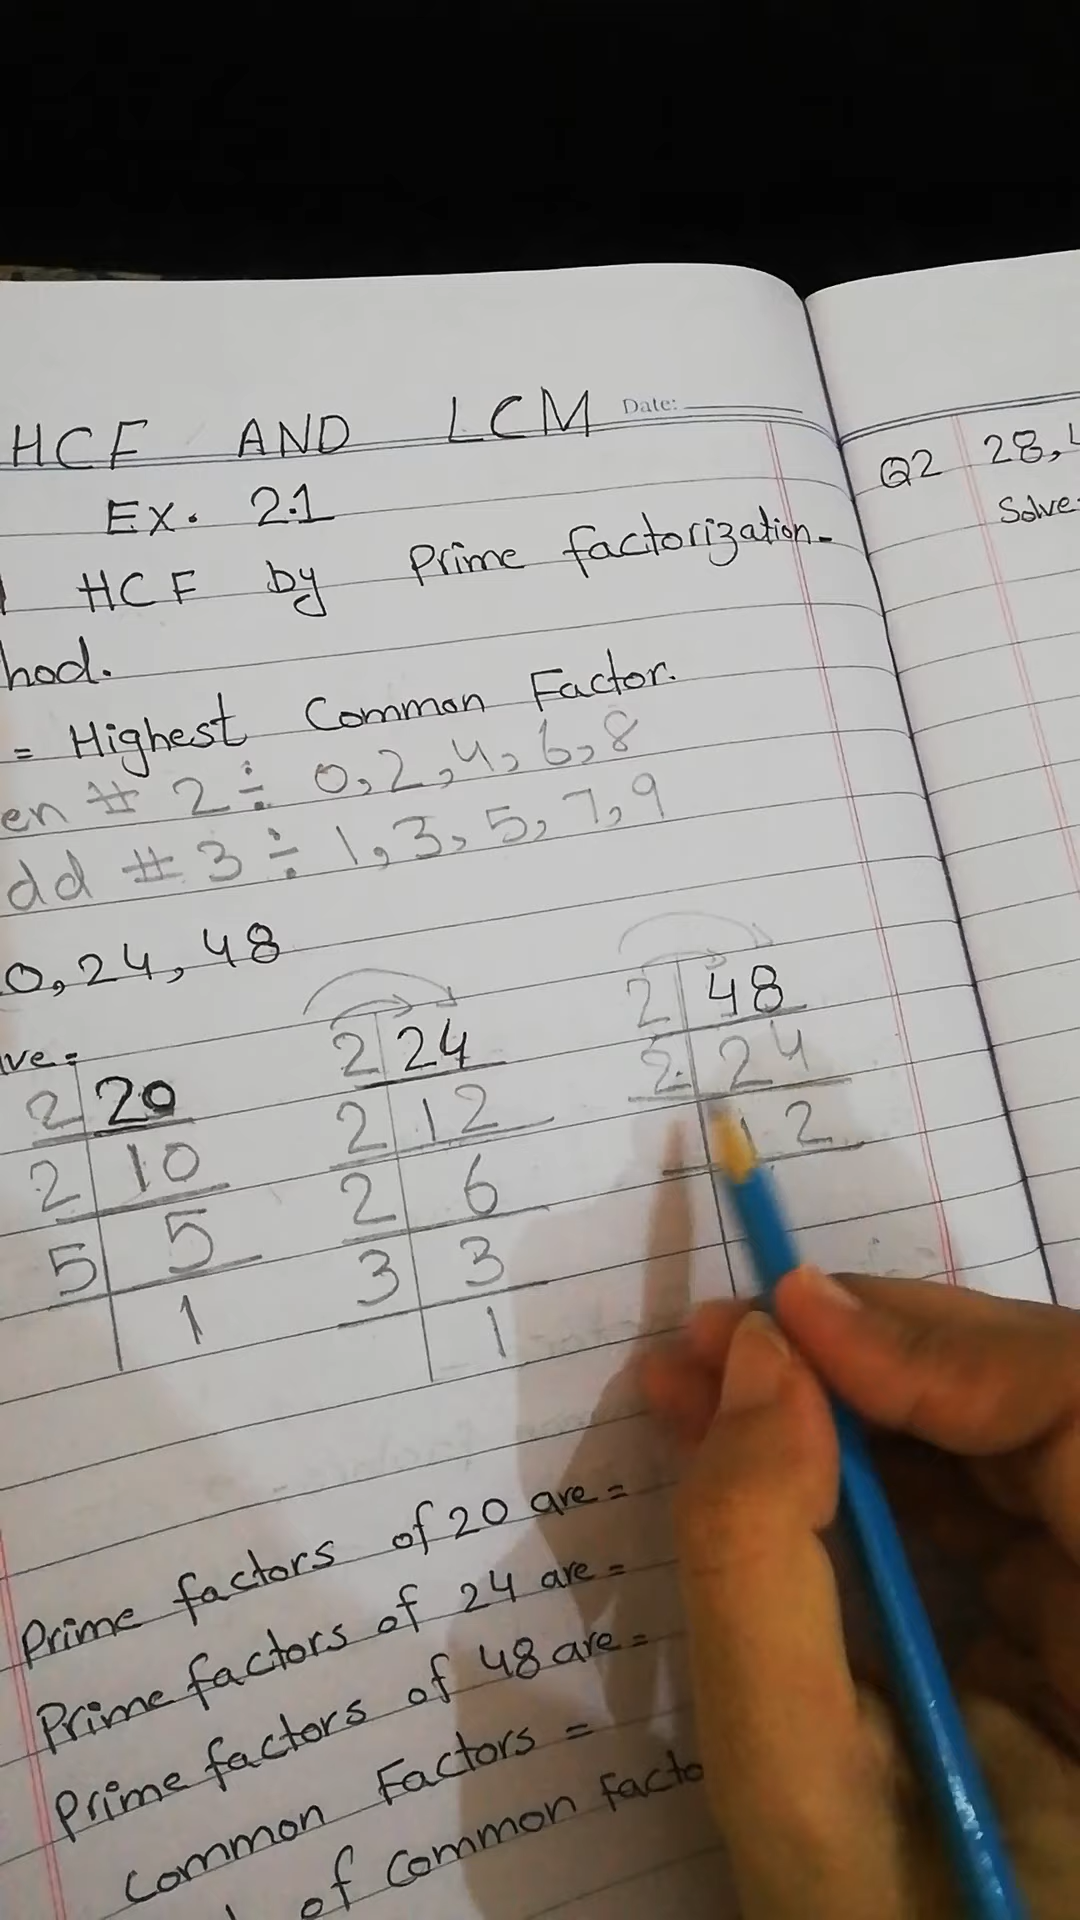 HCF AND LCM Date:
Ex. 2.1
HCF by Prime factorization.
hod.
= Highest Common Factor.
en # 2 ÷ 0, 2, 4, 6, 8
dd # 3 ÷ 1, 3, 5, 7, 9
0, 24, 48
ve =
2 20
2 10
5 5
1
2 24
2 12
2 6
3 3
1
2 48
2 24
12
Prime factors of 20 are =
Prime factors of 24 are =
Prime factors of 48 are =
Common Factors =
of common facto
Q2 28,
Solve